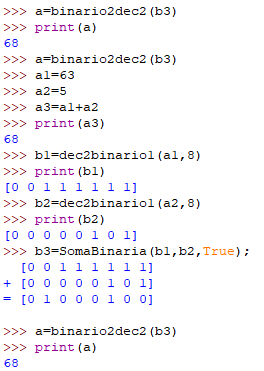 >>> a=binario2dec2(b3)
>>> print(a)
68
>>> a=binario2dec2(b3)
>>> a1=63
>>> a2=5
>>> a3=a1+a2
>>> print(a3)
68
>>> b1=dec2binario1(a1,8)
>>> print(b1)
[0 0 1 1 1 1 1 1]
>>> b2=dec2binario1(a2,8)
>>> print(b2)
[0 0 0 0 0 1 0 1]
>>> b3=SomaBinaria(b1,b2,True);
  [0 0 1 1 1 1 1 1]
+ [0 0 0 0 0 1 0 1]
= [0 1 0 0 0 1 0 0]
>>> a=binario2dec2(b3)
>>> print(a)
68